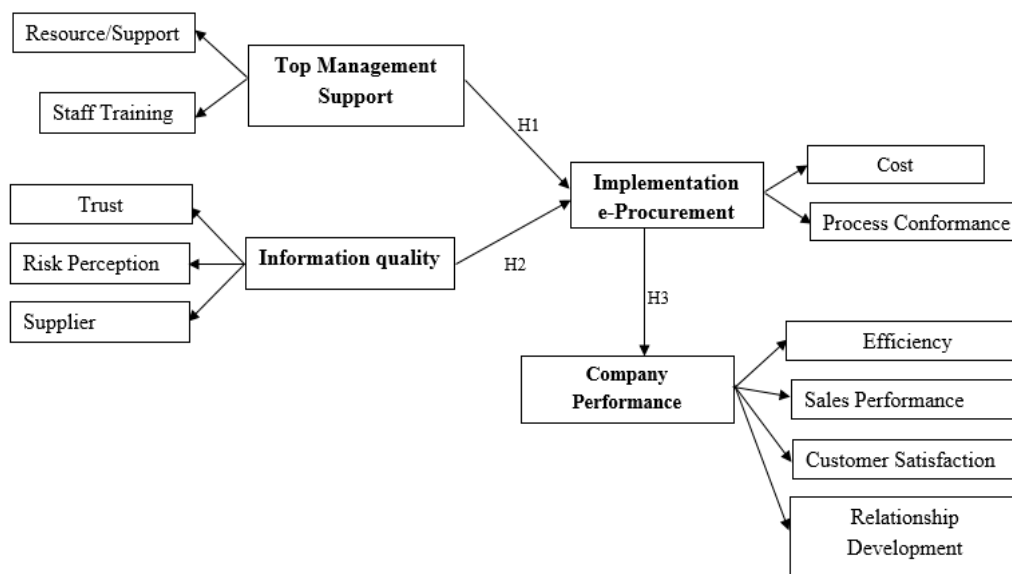 Resource/Support
Top Management
Support
Staff Training
H1
Trust
Risk Perception
Supplier
Information quality
H2
Implementation
e-Procurement
Cost
Process Conformance
H3
Company
Performance
Efficiency
Sales Performance
Customer Satisfaction
Relationship
Development